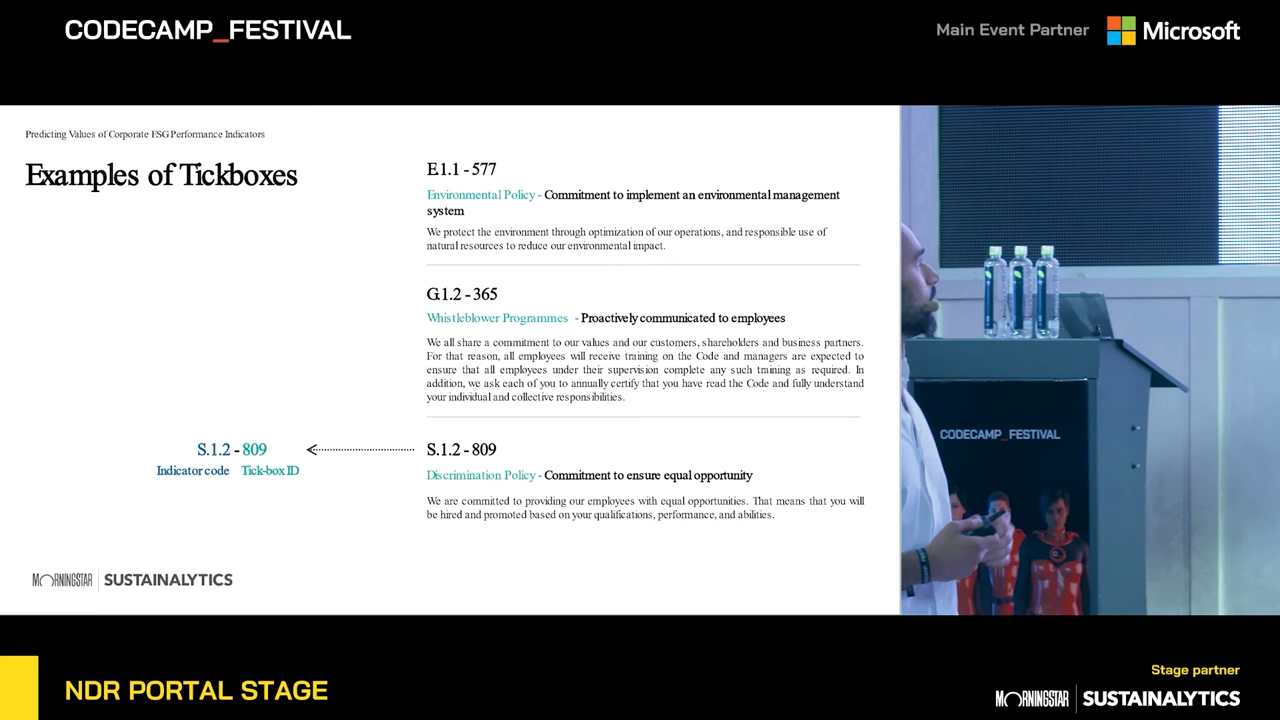 CODECAMP_FESTIVAL
Main Event Partner
Microsoft
Predicting Values of Corporate ESG Performance Indicators
Examples of Tickboxes
E.1.1 - 577
Environmental Policy - Commitment to implement an environmental management
system
We protect the environment through optimization of our operations, and responsible use of
natural resources to reduce our environmental impact.
G.1.2 - 365
Whistleblower Programmes - Proactively communicated to employees
We all share a commitment to our values and our customers, shareholders and business partners.
For that reason, all employees will receive training on the Code and managers are expected to
ensure that all employees under their supervision complete any such training as required. In
addition, we ask each of you to annually certify that you have read the Code and fully understand
your individual and collective responsibilities.
S.1.2 - 809
Indicator code Tick-box ID
S.1.2 - 809
Discrimination Policy - Commitment to ensure equal opportunity
We are committed to providing our employees with equal opportunities. That means that you will
be hired and promoted based on your qualifications, performance, and abilities.
MORNINGSTAR | SUSTAINALYTICS
CODECAMP_FESTIVAL
NDR PORTAL STAGE
Stage partner
MORNINGSTAR | SUSTAINALYTICS